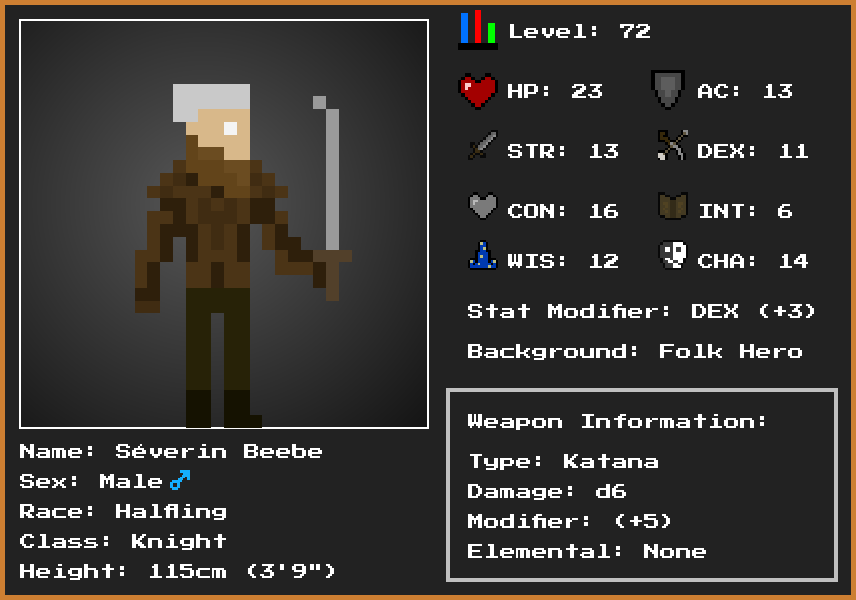 Level: 72
HP: 23
AC: 13
STR: 13
DEX: 11
CON: 16
INT: 6
WIS: 12
CHA: 14
Stat Modifier: DEX (+3)
Background: Folk Hero
Weapon Information:
Type: Katana
Damage: d6
Modifier: (+5)
Elemental: None
Name: Séverin Beebe
Sex: Male ♂
Race: Halfling
Class: Knight
Height: 115cm (3'9")